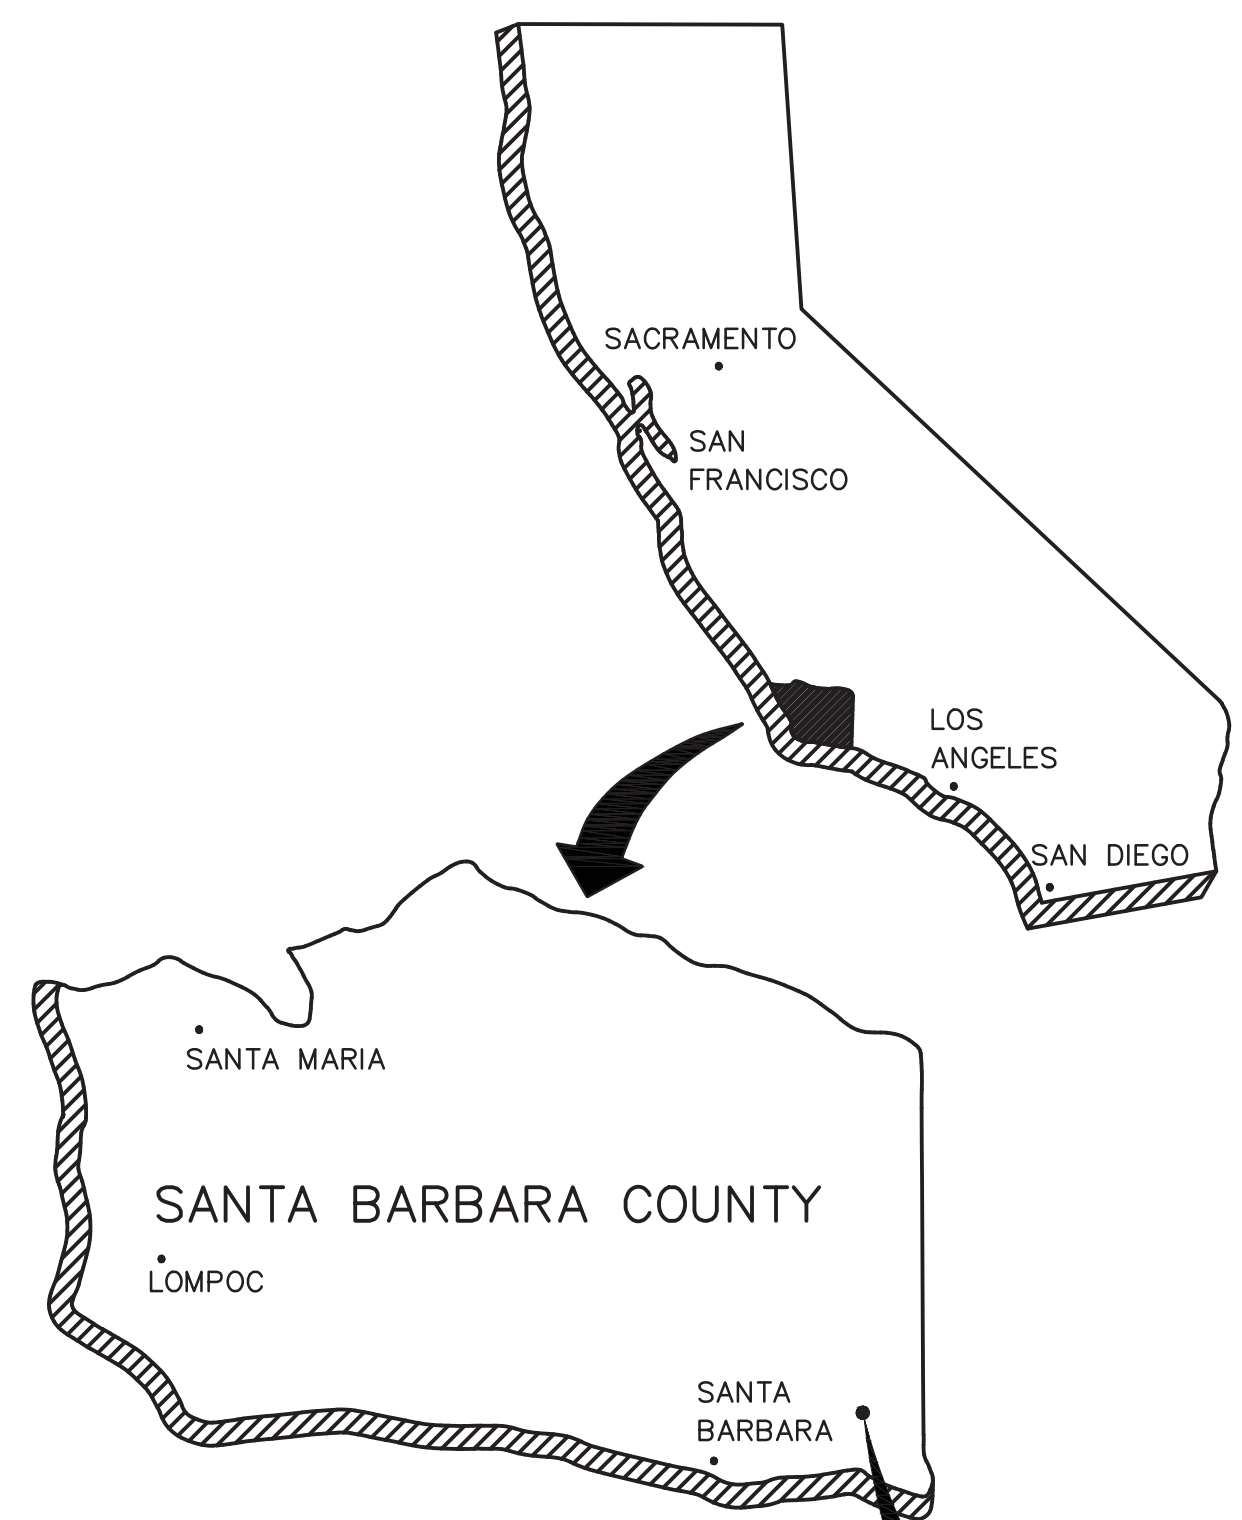 SACRAMENTO
SAN
FRANCISCO
LOS
ANGELES
SAN DIEGO
SANTA MARIA
SANTA BARBARA COUNTY
LOMPOC
SANTA
BARBARA